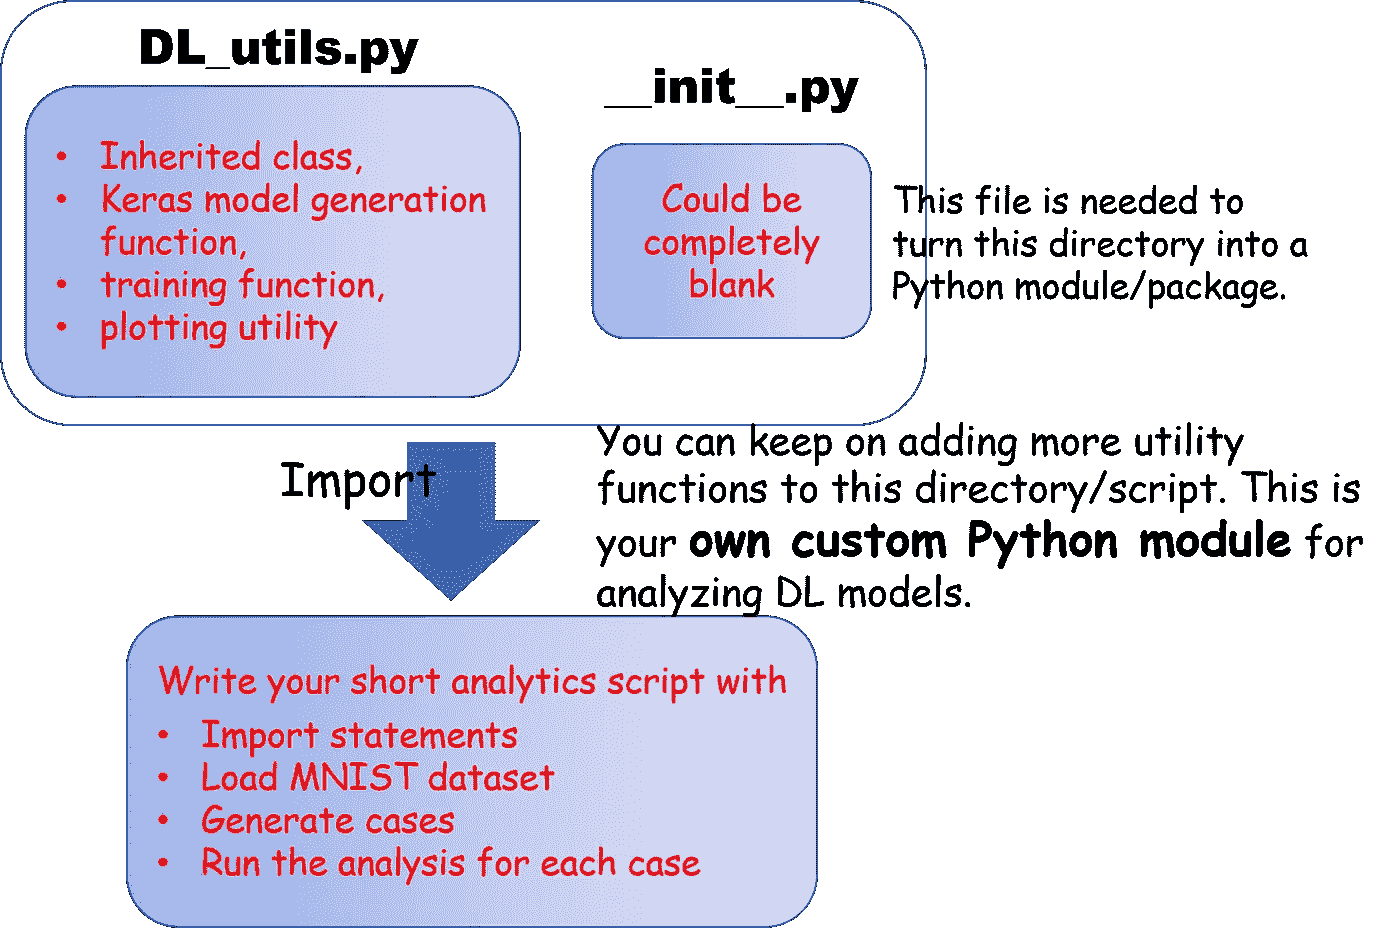 DL_utils.py
• Inherited class,
• Keras model generation
function,
• training function,
• plotting utility
__init__.py
Could be
completely
blank
This file is needed to
turn this directory into a
Python module/package.
Import
You can keep on adding more utility
functions to this directory/script. This is
your own custom Python module for
analyzing DL models.
Write your short analytics script with
• Import statements
• Load MNIST dataset
• Generate cases
• Run the analysis for each case